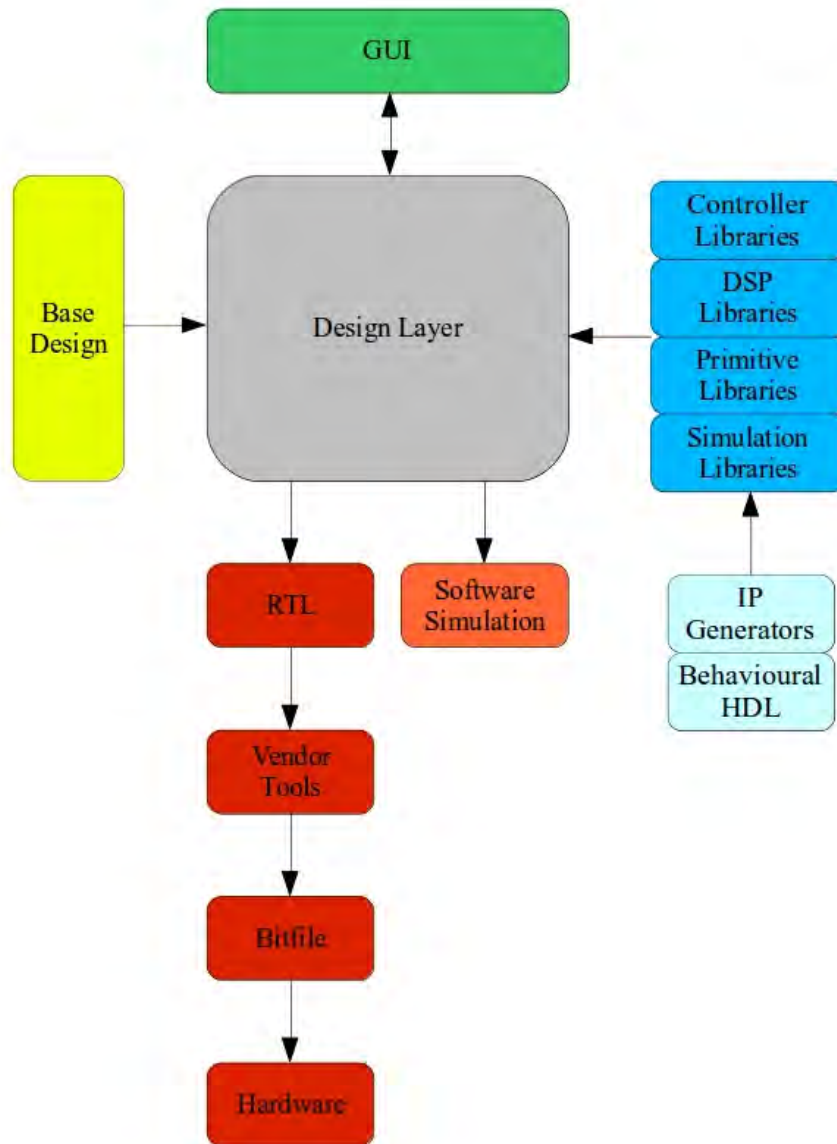 GUI
Base
Design
Design Layer
Controller
Libraries
DSP
Libraries
Primitive
Libraries
Simulation
Libraries
RTL
Software
Simulation
IP
Generators
Behavioural
HDL
Vendor
Tools
Bitfile
Hardware